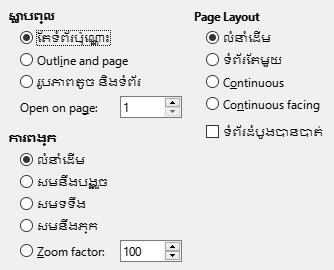 ស្លាបព្រិល
តែទំព័រប៉ុណ្ណោះ
Outline and page
រូបភាពតូច និងទំព័រ
Open on page:
1
ការពង្រីក
លំនាំដើម
សមនឹងបង្អួច
សមទទឹង
សមនឹងភ្នែក
Zoom factor:
100
Page Layout
លំនាំដើម
ទំព័រតែមួយ
Continuous
Continuous facing
ទំព័រដំបូងបានបាត់